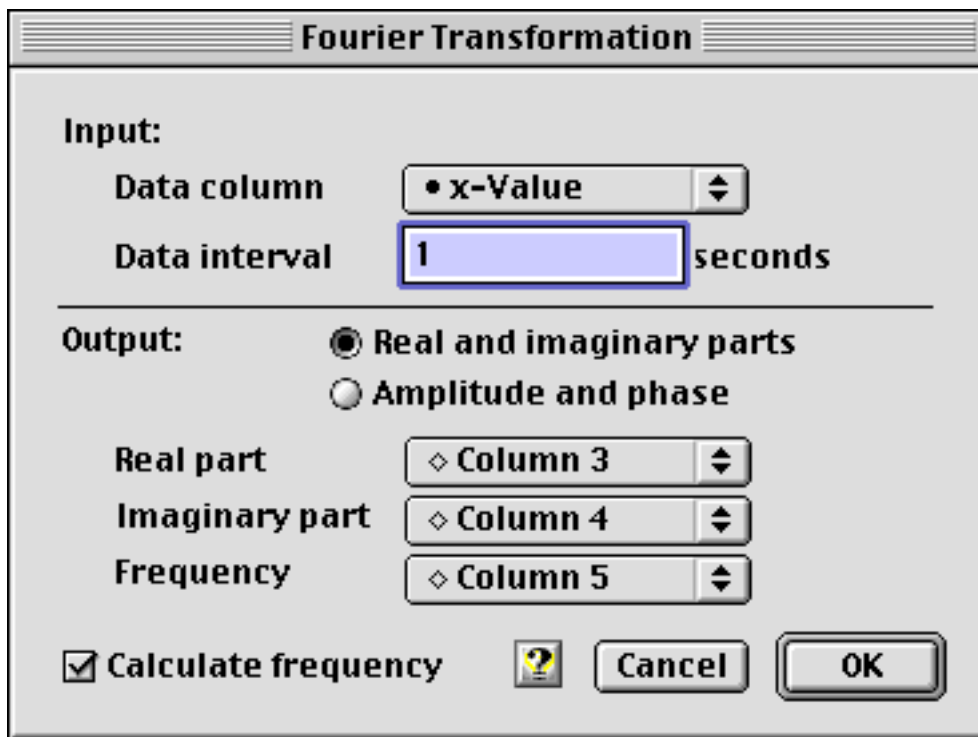 Fourier Transformation
Input:
Data column • x-Value
Data interval 1 seconds
Output: Real and imaginary parts
Amplitude and phase
Real part ◇ Column 3
Imaginary part ◇ Column 4
Frequency ◇ Column 5
Calculate frequency ? Cancel OK